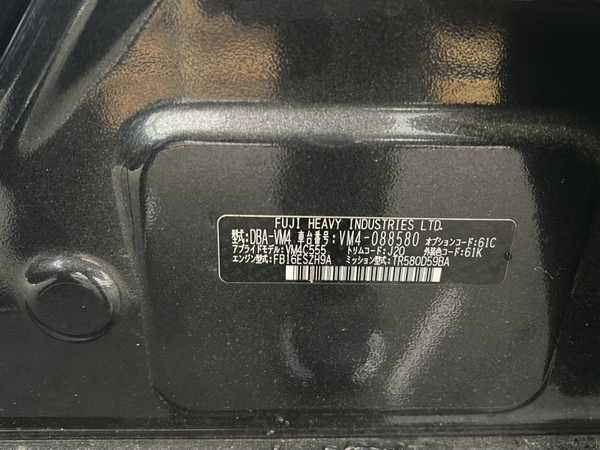 FUJI HEAVY INDUSTRIES LTD.
型式:DBA-VM4 車台番号:VM4-088580 オプションコード:61C
アプライドモデル:VM4C555 トリムコード:J20 外装色コード:61K
エンジン型式:FB16ESZH9A ミッション型式:TR580D59BA